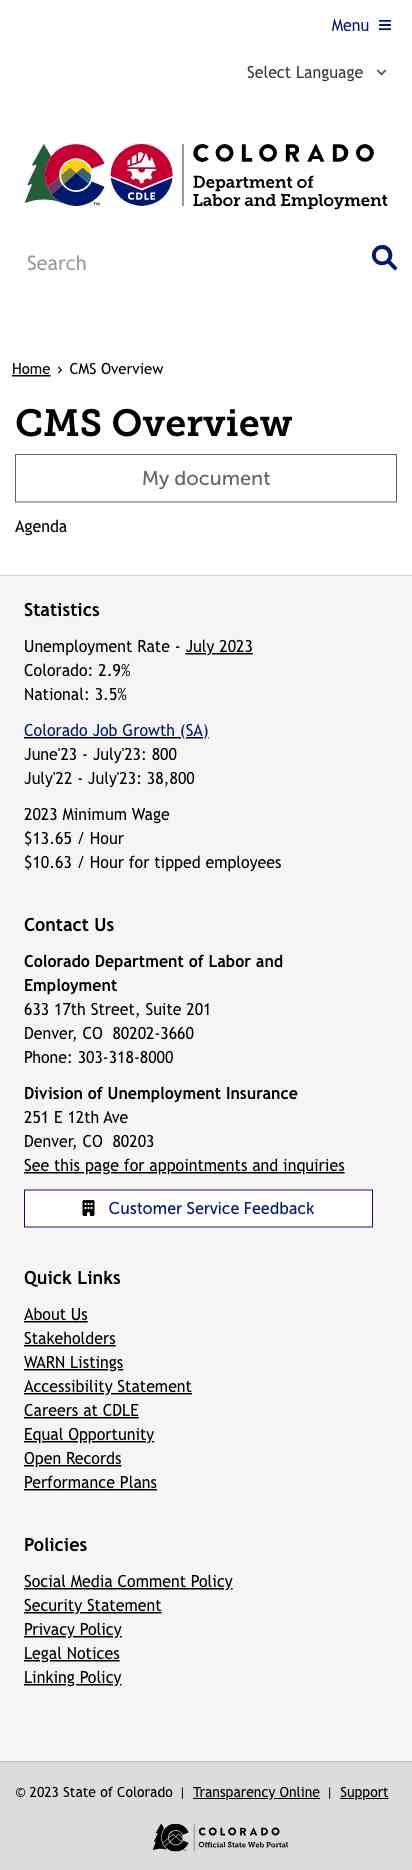 Menu
Select Language
COLORADO
Department of
Labor and Employment
CDLE
TM
Search
Home › CMS Overview
CMS Overview
My document
Agenda
Statistics
Unemployment Rate - July 2023
Colorado: 2.9%
National: 3.5%
Colorado Job Growth (SA)
June'23 - July'23: 800
July'22 - July'23: 38,800
2023 Minimum Wage
$13.65 / Hour
$10.63 / Hour for tipped employees
Contact Us
Colorado Department of Labor and
Employment
633 17th Street, Suite 201
Denver, CO  80202-3660
Phone: 303-318-8000
Division of Unemployment Insurance
251 E 12th Ave
Denver, CO  80203
See this page for appointments and inquiries
Customer Service Feedback
Quick Links
About Us
Stakeholders
WARN Listings
Accessibility Statement
Careers at CDLE
Equal Opportunity
Open Records
Performance Plans
Policies
Social Media Comment Policy
Security Statement
Privacy Policy
Legal Notices
Linking Policy
© 2023 State of Colorado | Transparency Online | Support
COLORADO
Official State Web Portal